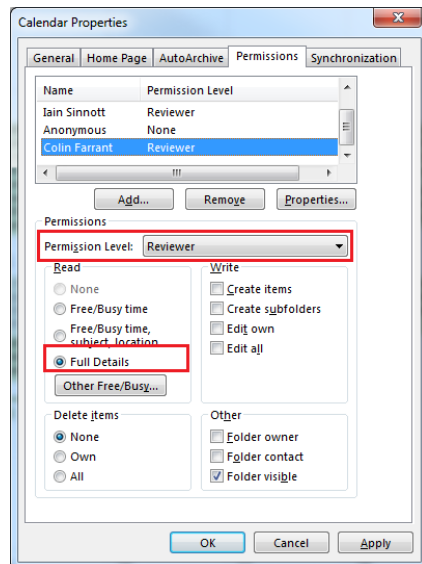 Calendar Properties
x
General Home Page AutoArchive Permissions Synchronization
Name Permission Level
Iain Sinnott Reviewer
Anonymous None
Colin Farrant Reviewer
Add... Remove Properties...
Permissions
Permission Level: Reviewer
Read Write
None Create items
Free/Busy time Create subfolders
Free/Busy time, Edit own
subject, location Edit all
Full Details
Other Free/Busy...
Delete items Other
None Folder owner
Own Folder contact
All Folder visible
OK Cancel Apply